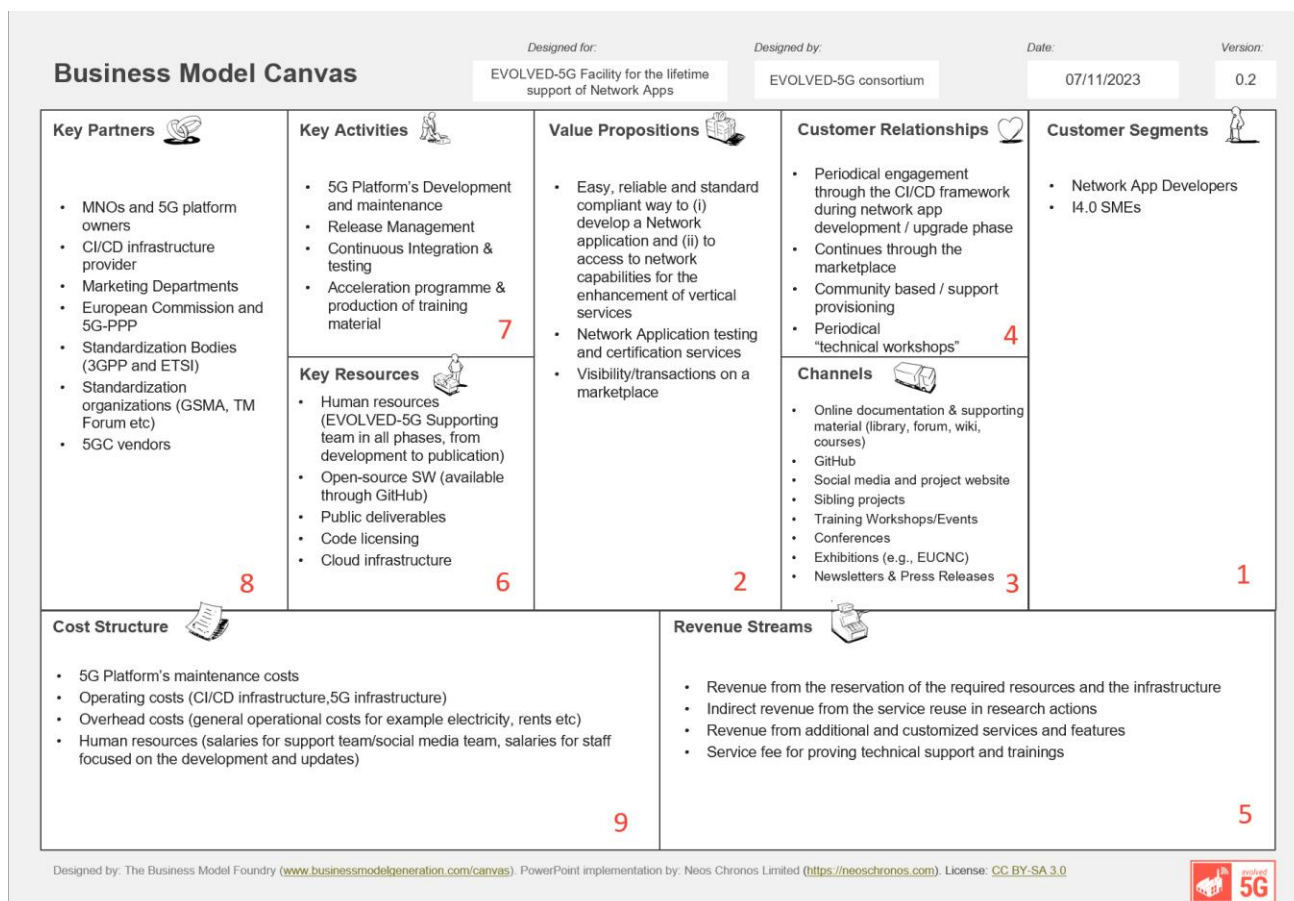 Business Model Canvas
Designed for:
EVOLVED-5G Facility for the lifetime
support of Network Apps
Designed by:
EVOLVED-5G consortium
Date:
07/11/2023
Version:
0.2
Key Partners
• MNOs and 5G platform
owners
• CI/CD infrastructure
provider
• Marketing Departments
• European Commission and
5G-PPP
• Standardization Bodies
(3GPP and ETSI)
• Standardization
organizations (GSMA, TM
Forum etc)
• 5GC vendors
8
Key Activities
• 5G Platform's Development
and maintenance
• Release Management
• Continuous Integration &
testing
• Acceleration programme &
production of training
material
7
Key Resources
• Human resources
(EVOLVED-5G Supporting
team in all phases, from
development to publication)
• Open-source SW (available
through GitHub)
• Public deliverables
• Code licensing
• Cloud infrastructure
6
Value Propositions
• Easy, reliable and standard
compliant way to (i)
develop a Network
application and (ii) to
access to network
capabilities for the
enhancement of vertical
services
• Network Application testing
and certification services
• Visibility/transactions on a
marketplace
2
Customer Relationships
• Periodical engagement
through the CI/CD framework
during network app
development / upgrade phase
• Continues through the
marketplace
• Community based / support
provisioning
• Periodical
“technical workshops”
4
Channels
• Online documentation & supporting
material (library, forum, wiki,
courses)
• GitHub
• Social media and project website
• Sibling projects
• Training Workshops/Events
• Conferences
• Exhibitions (e.g., EUCNC)
• Newsletters & Press Releases
3
Customer Segments
• Network App Developers
• I4.0 SMEs
1
Cost Structure
• 5G Platform's maintenance costs
• Operating costs (CI/CD infrastructure,5G infrastructure)
• Overhead costs (general operational costs for example electricity, rents etc)
• Human resources (salaries for support team/social media team, salaries for staff
focused on the development and updates)
9
Revenue Streams
• Revenue from the reservation of the required resources and the infrastructure
• Indirect revenue from the service reuse in research actions
• Revenue from additional and customized services and features
• Service fee for proving technical support and trainings
5
Designed by: The Business Model Foundry (www.businessmodelgeneration.com/canvas). PowerPoint implementation by: Neos Chronos Limited (https://neoschronos.com). License: CC BY-SA 3.0
evolved
5G